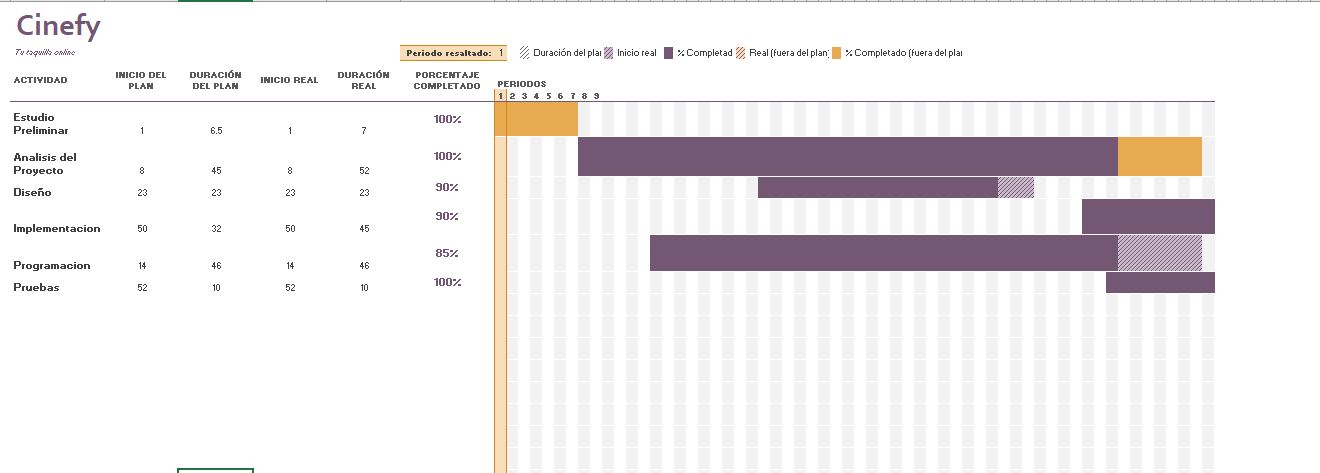 Cinefy
Tu taquilla online
Periodo resaltado: 1 Duración del plan Inicio real % Completad Real (fuera del plan) % Completado (fuera del plan
ACTIVIDAD INICIO DEL PLAN DURACIÓN DEL PLAN INICIO REAL DURACIÓN REAL PORCENTAJE COMPLETADO PERIODOS
1 2 3 4 5 6 7 8 9
Estudio Preliminar 1 6.5 1 7 100%
Analisis del Proyecto 8 45 8 52 100%
Diseño 23 23 23 23 90%
Implementacion 50 32 50 45 90%
Programacion 14 46 14 46 85%
Pruebas 52 10 52 10 100%